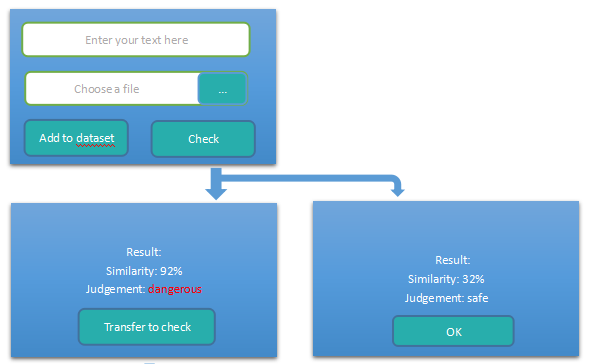 Enter your text here
Choose a file
...
Add to dataset
Check
Result:
Similarity: 92%
Judgement: dangerous
Transfer to check
Result:
Similarity: 32%
Judgement: safe
OK